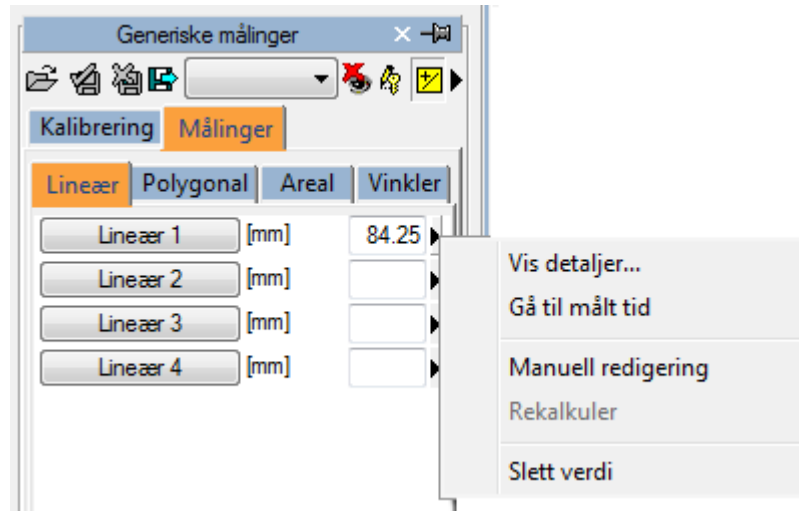 Generiske målinger
Kalibrering Målinger
Lineær Polygonal Areal Vinkler
Lineær 1 [mm] 84.25
Lineær 2 [mm]
Lineær 3 [mm]
Lineær 4 [mm]
Vis detaljer...
Gå til målt tid
Manuell redigering
Rekalkuler
Slett verdi